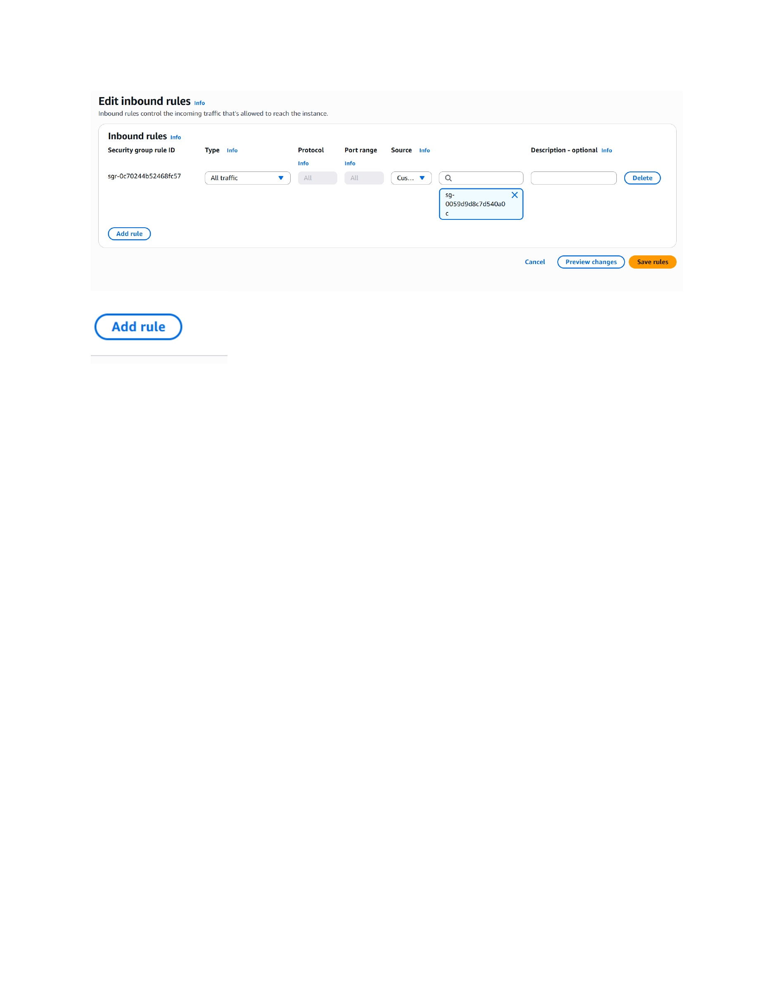 Edit inbound rules Info
Inbound rules control the incoming traffic that's allowed to reach the instance.
Inbound rules Info
Security group rule ID Type Info Protocol Info Port range Info Source Info Description - optional Info
sgr-0c70244b52468fc57 All traffic All All Cus... Delete
sg-
0059d9d8c7d540a0
c
Add rule
Cancel Preview changes Save rules
Add rule